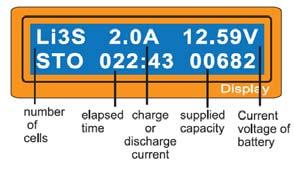 Li3S 2.0A 12.59V
STO 022:43 00682
Display
number of cells
elapsed time
charge or discharge current
supplied capacity
Current voltage of battery